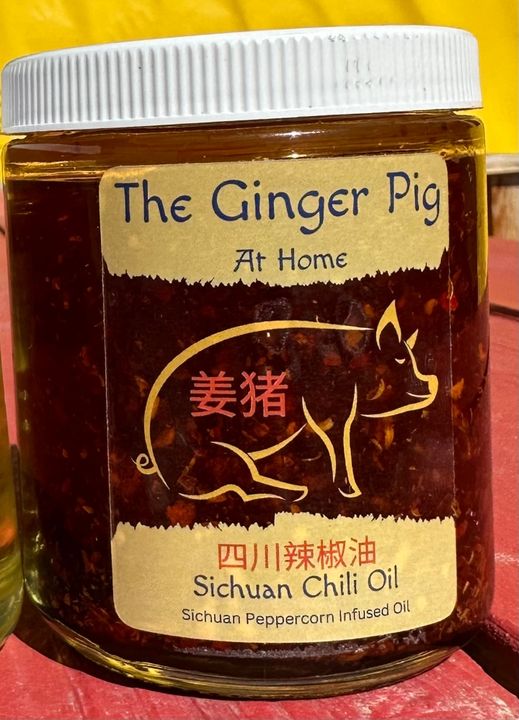 The Ginger Pig
At Home
姜猪
四川辣椒油
Sichuan Chili Oil
Sichuan Peppercorn Infused Oil